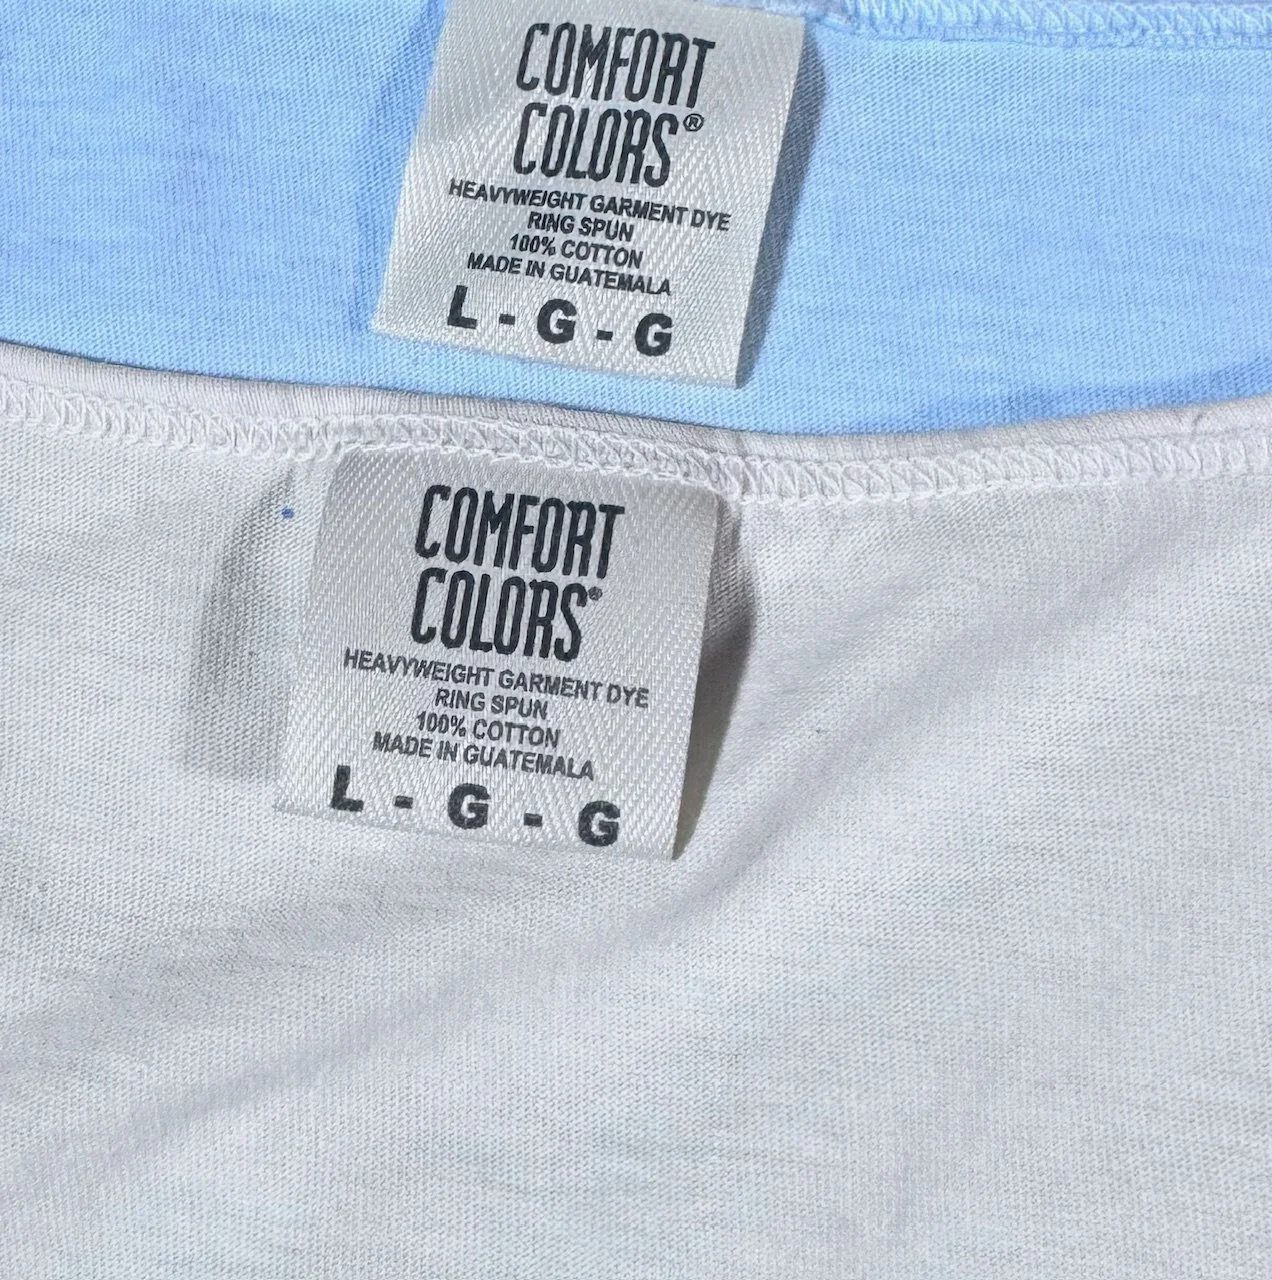 COMFORT
COLORS®
HEAVYWEIGHT GARMENT DYE
RING SPUN
100% COTTON
MADE IN GUATEMALA
L - G - G
COMFORT
COLORS®
HEAVYWEIGHT GARMENT DYE
RING SPUN
100% COTTON
MADE IN GUATEMALA
L - G - G